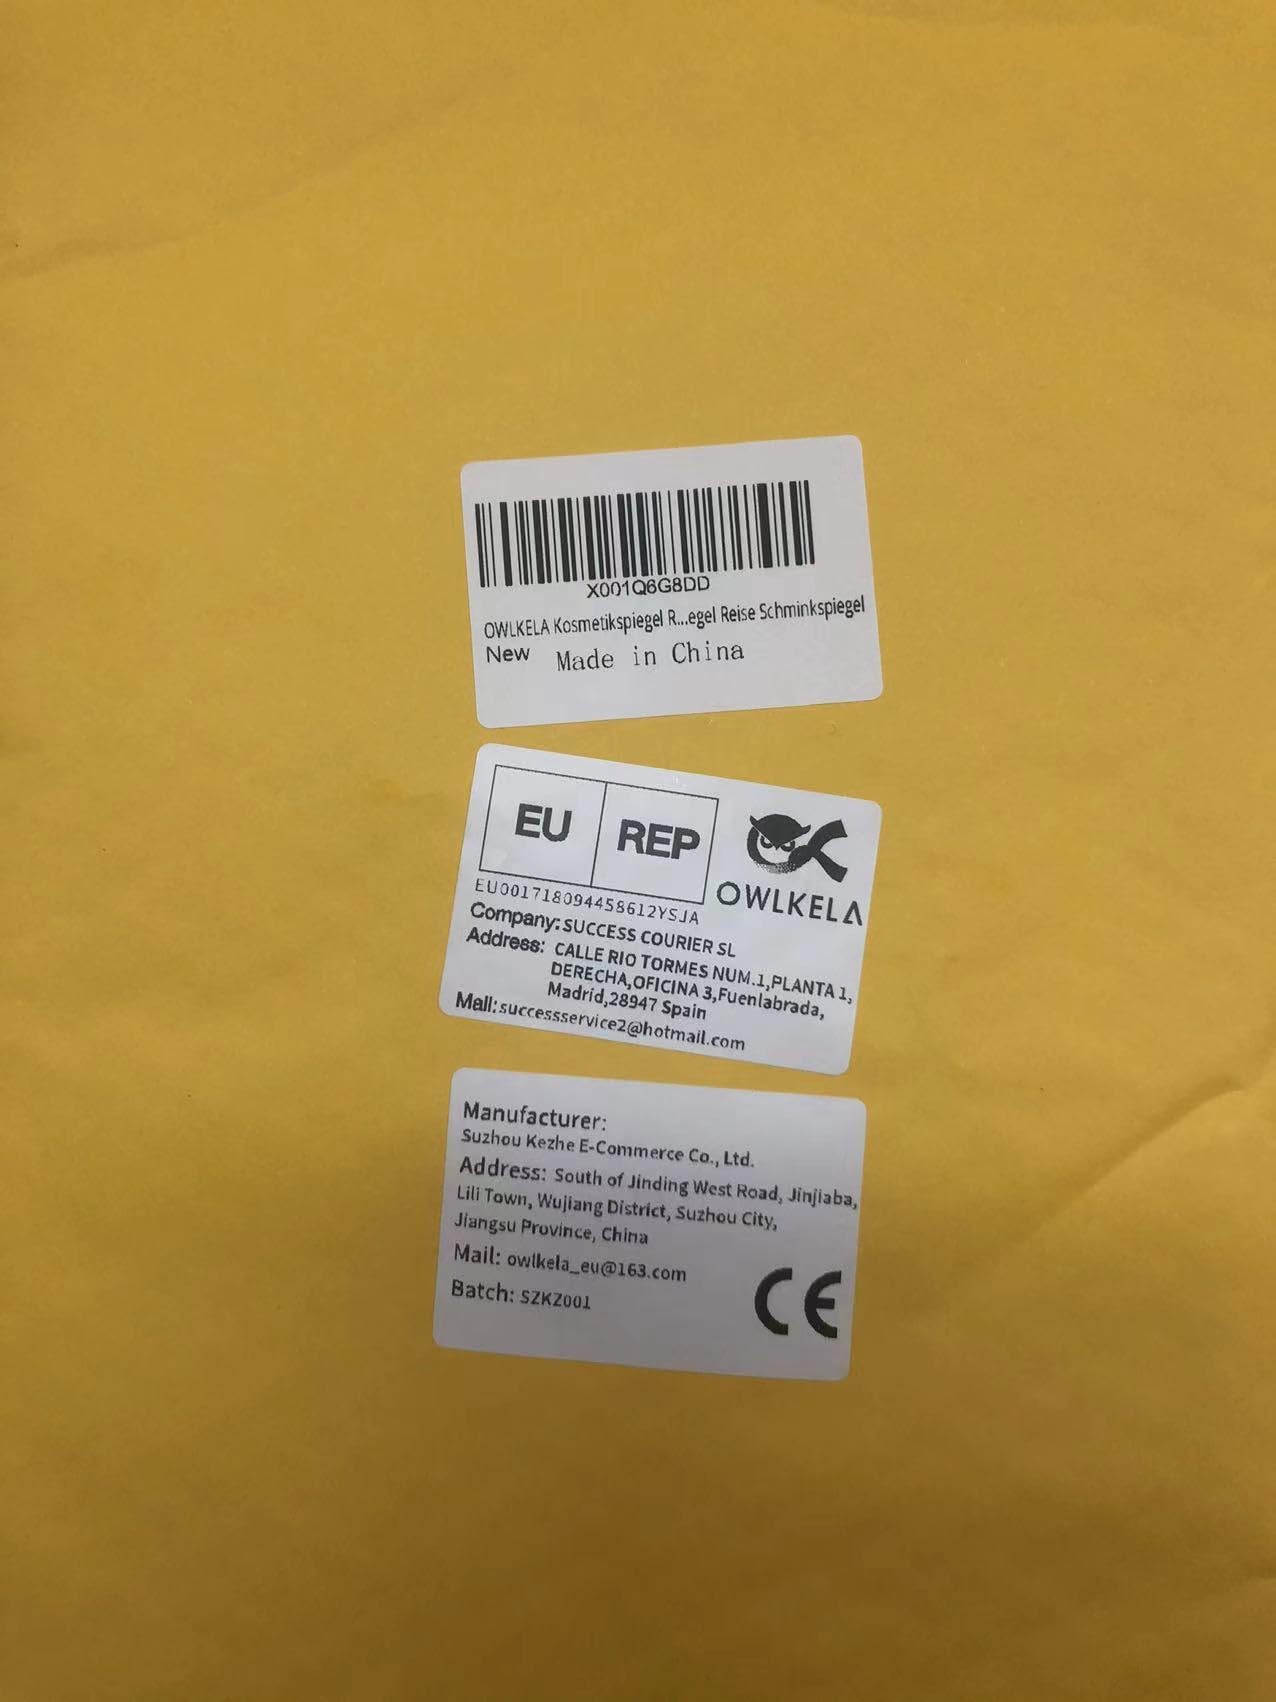 X001Q6G8DD
OWLKELA Kosmetikspiegel R...egel Reise Schminkspiegel
New Made in China
EU REP
OWLKELA
EU001718094458612YSJA
Company:SUCCESS COURIER SL
Address: CALLE RIO TORMES NUM.1,PLANTA 1,
DERECHA,OFICINA 3,Fuenlabrada,
Madrid,28947 Spain
Mail:successservice2@hotmail.com
Manufacturer:
Suzhou Kezhe E-Commerce Co., Ltd.
Address: South of Jinding West Road, Jinjiaba,
Lili Town, Wujiang District, Suzhou City,
Jiangsu Province, China
Mail: owlkela_eu@163.com
Batch: SZKZ001
CE